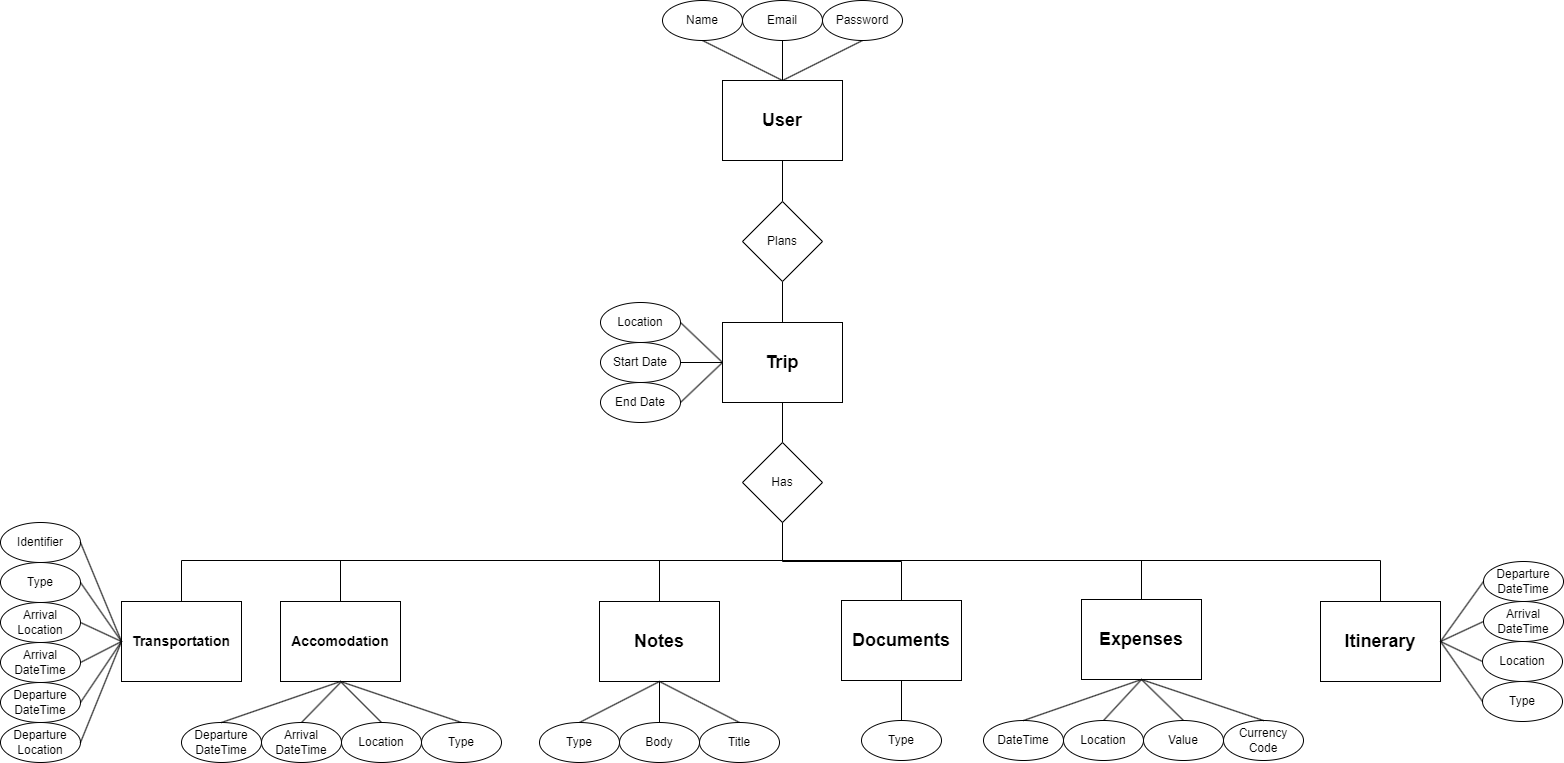 Name
Email
Password
User
Plans
Location
Start Date
End Date
Trip
Has
Identifier
Type
Arrival
Location
Arrival
DateTime
Departure
DateTime
Departure
Location
Transportation
Accomodation
Departure
DateTime
Arrival
DateTime
Location
Type
Notes
Type
Body
Title
Documents
Type
Expenses
DateTime
Location
Value
Currency
Code
Itinerary
Departure
DateTime
Arrival
DateTime
Location
Type